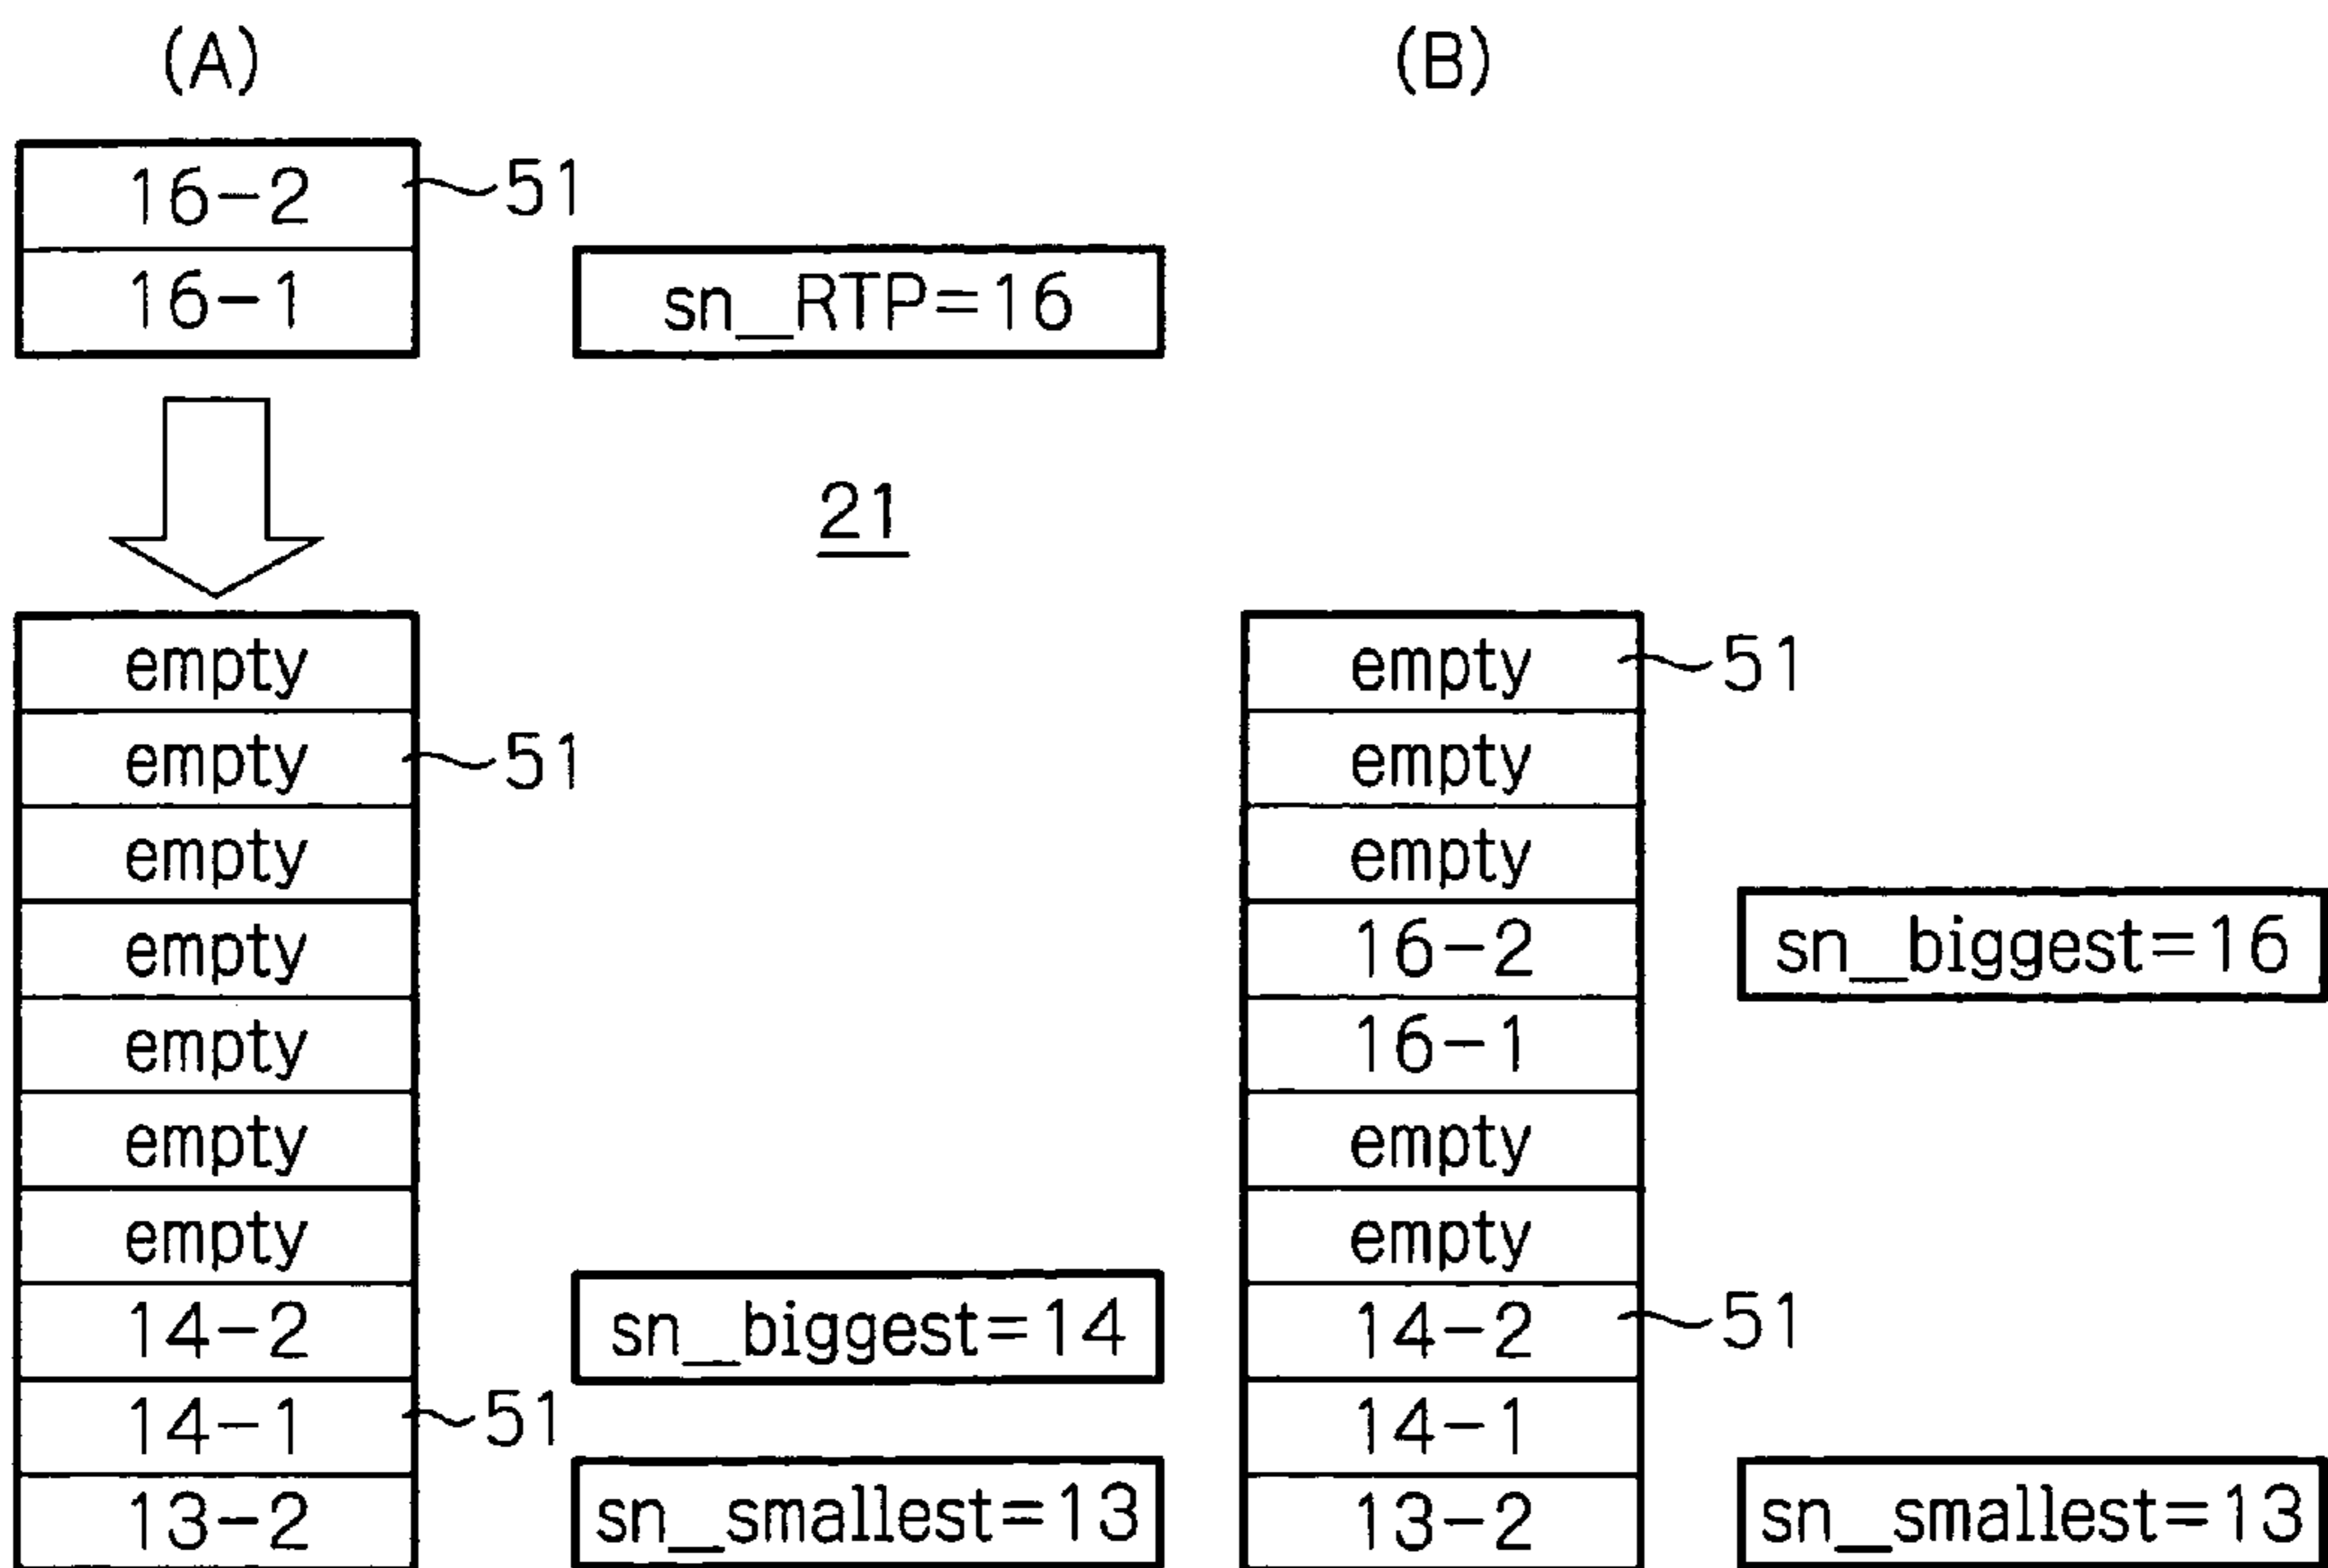 (A)
16-2
51
16-1
sn_RTP=16
21
empty
empty
51
empty
empty
empty
empty
empty
14-2
sn_biggest=14
14-1
51
13-2
sn_smallest=13
(B)
empty
51
empty
empty
16-2
sn_biggest=16
16-1
empty
empty
14-2
51
14-1
13-2
sn_smallest=13